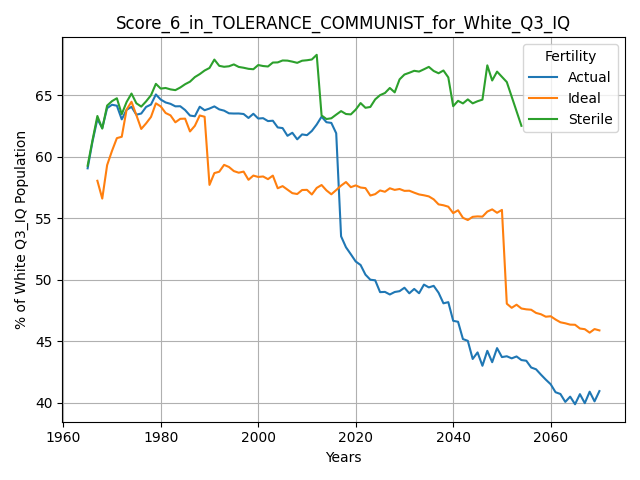 Score_6_in_TOLERANCE_COMMUNIST_for_White_Q3_IQ
% of White Q3_IQ Population
65
60
55
50
45
40
1960
1980
2000
2020
2040
2060
Years
Fertility
Actual
Ideal
Sterile